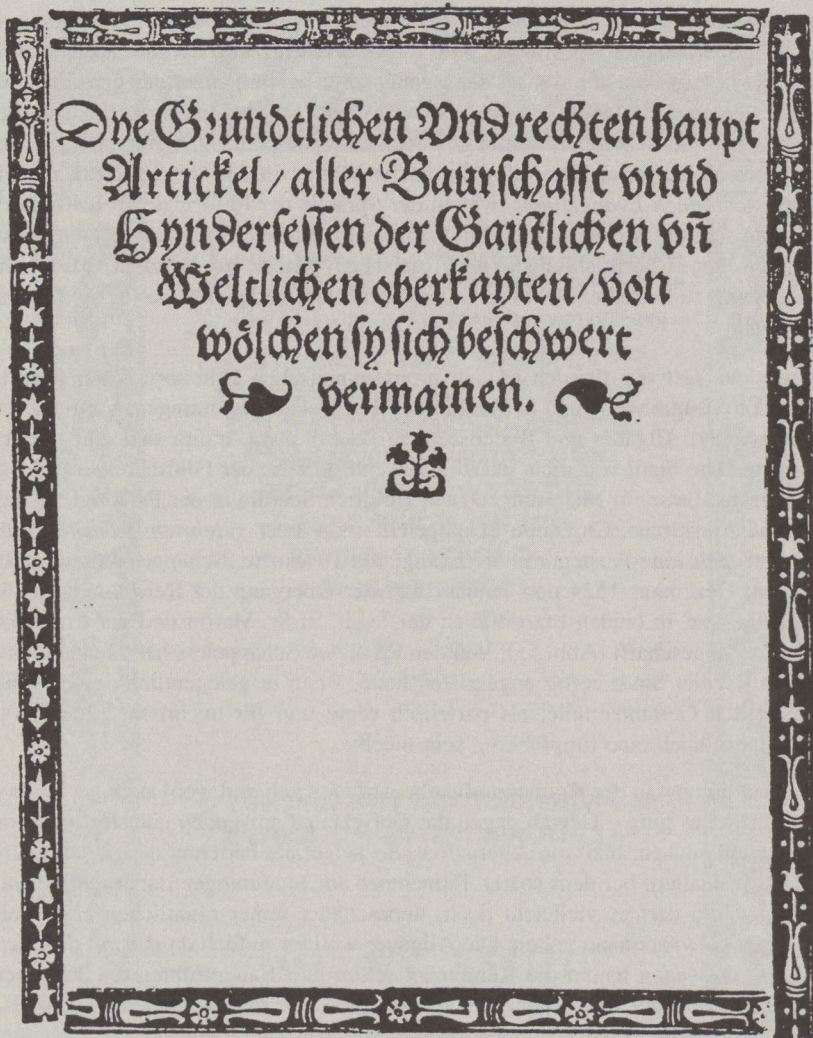 Dye Grundtlichen Vnd rechten haupt
Artickel / aller Baurschafft vnnd
Hyndersessen der Gaistlichen vñ
Weltlichen oberkayten / von
wölchen sy sich beschwert
vermainen.